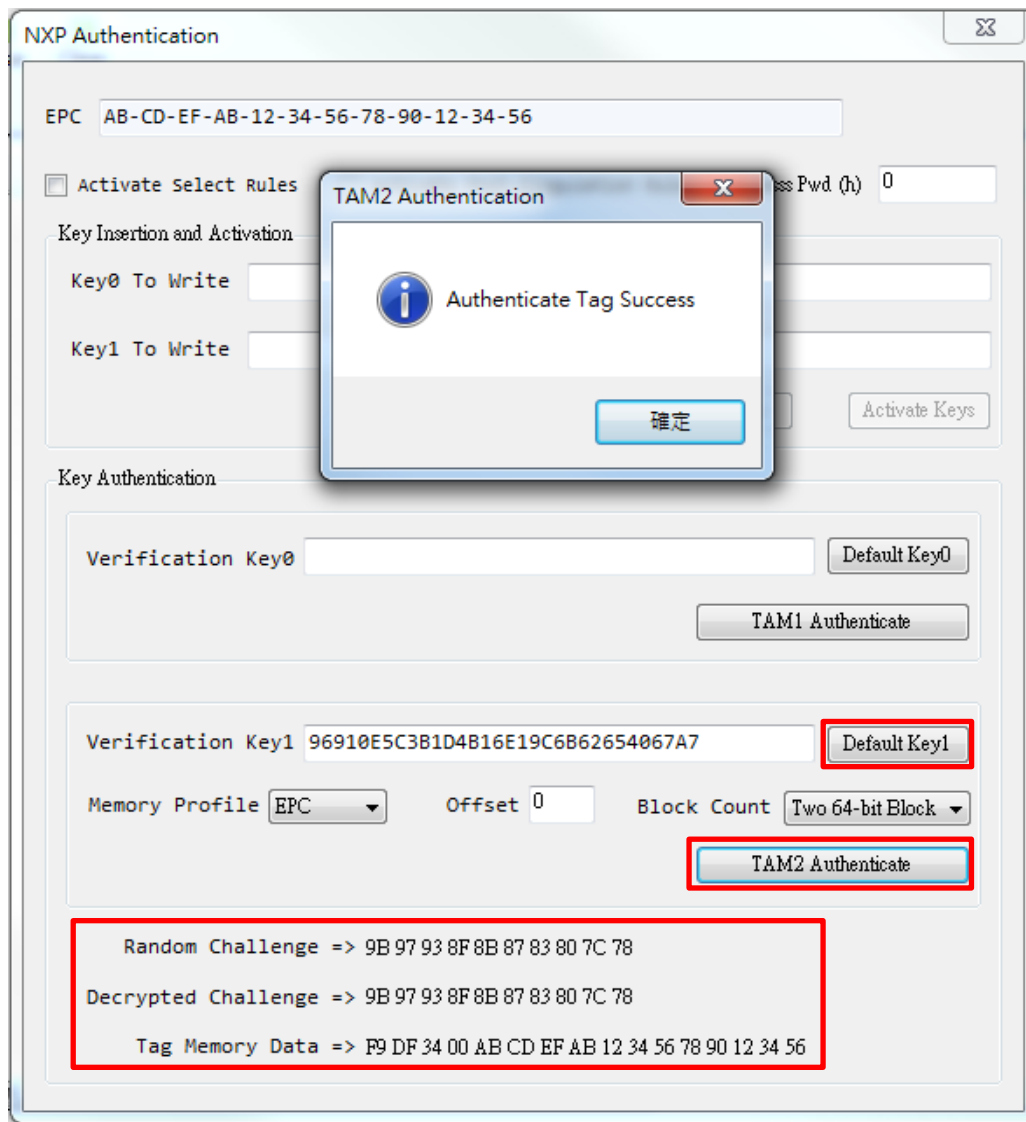 NXP Authentication
EPC AB-CD-EF-AB-12-34-56-78-90-12-34-56
Activate Select Rules
Pwd (h) 0
TAM2 Authentication
Key Insertion and Activation
Key0 To Write
Authenticate Tag Success
Key1 To Write
確定
Activate Keys
Key Authentication
Verification Key0
Default Key0
TAM1 Authenticate
Verification Key1 96910E5C3B1D4B16E19C6B62654067A7 Default Key1
Memory Profile EPC Offset 0 Block Count Two 64-bit Block
TAM2 Authenticate
Random Challenge => 9B 97 93 8F 8B 87 83 80 7C 78
Decrypted Challenge => 9B 97 93 8F 8B 87 83 80 7C 78
Tag Memory Data => F9 DF 34 00 AB CD EF AB 12 34 56 78 90 12 34 56